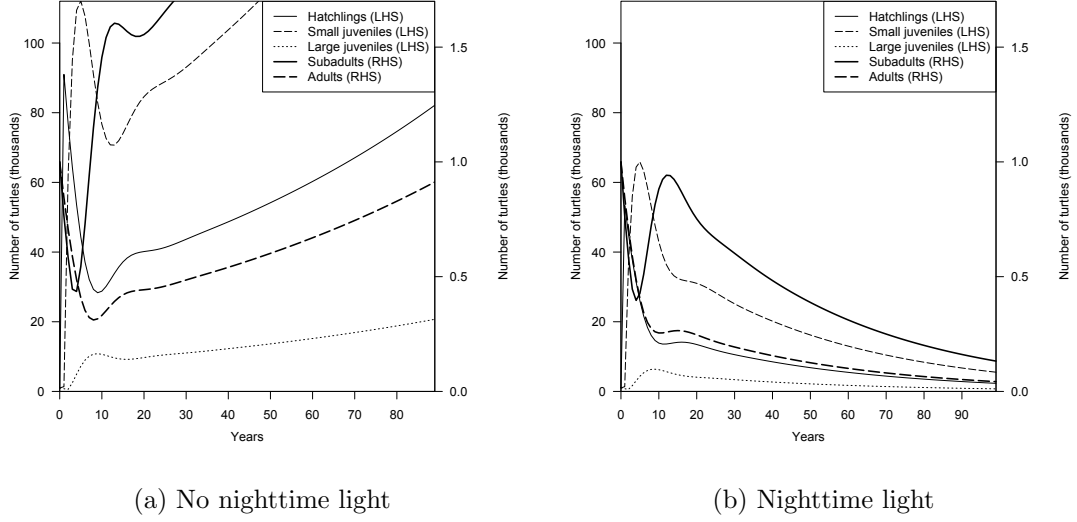 Hatchlings (LHS)
Small juveniles (LHS)
Large juveniles (LHS)
Subadults (RHS)
Adults (RHS)
Number of turtles (thousands)
0
20
40
60
80
100
0
10
20
30
40
50
60
70
80
Years
0.0
0.5
1.0
1.5
Number of turtles (thousands)
(a) No nighttime light
Hatchlings (LHS)
Small juveniles (LHS)
Large juveniles (LHS)
Subadults (RHS)
Adults (RHS)
Number of turtles (thousands)
0
20
40
60
80
100
0
10
20
30
40
50
60
70
80
90
Years
0.0
0.5
1.0
1.5
Number of turtles (thousands)
(b) Nighttime light